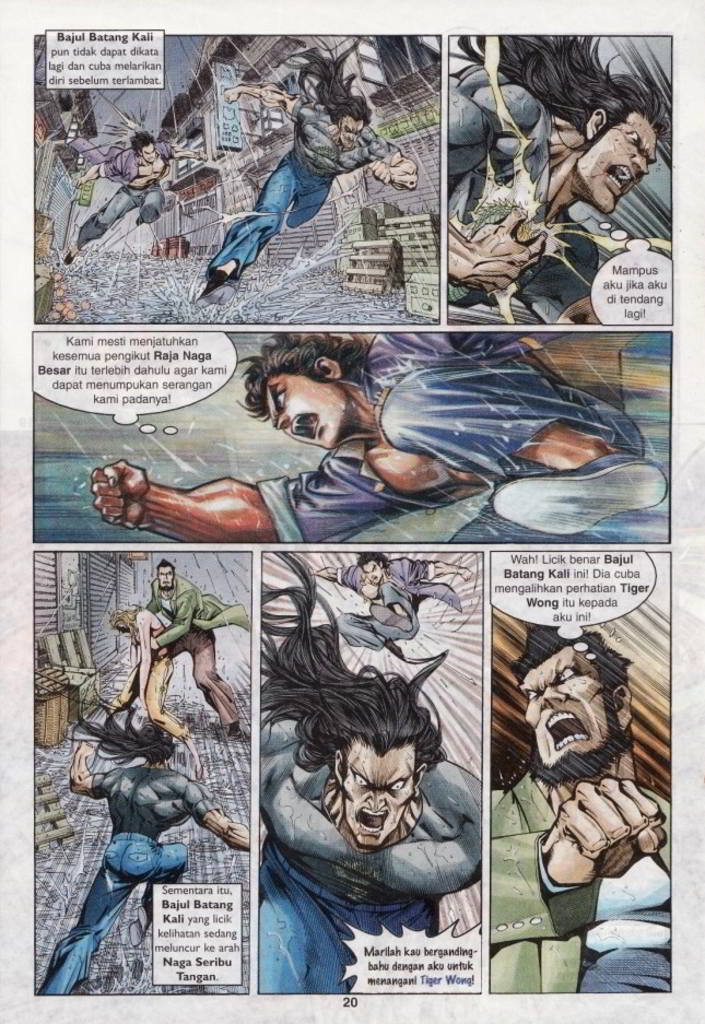 Bajul Batang Kali
pun tidak dapat dikata
lagi dan cuba melarikan
diri sebelum terlambat.
Mampus
aku jika aku
di tendang
lagi!
Kami mesti menjatuhkan
kesemua pengikut Raja Naga
Besar itu terlebih dahulu agar kami
dapat menumpukan serangan
kami padanya!
Sementara itu,
Bajul Batang
Kali yang licik
kelihatan sedang
meluncur ke arah
Naga Seribu
Tangan.
Marilah kau berganding-
bahu dengan aku untuk
menangani Tiger Wong!
Wah! Licik benar Bajul
Batang Kali ini! Dia cuba
mengalihkan perhatian Tiger
Wong itu kepada
aku ini!
20